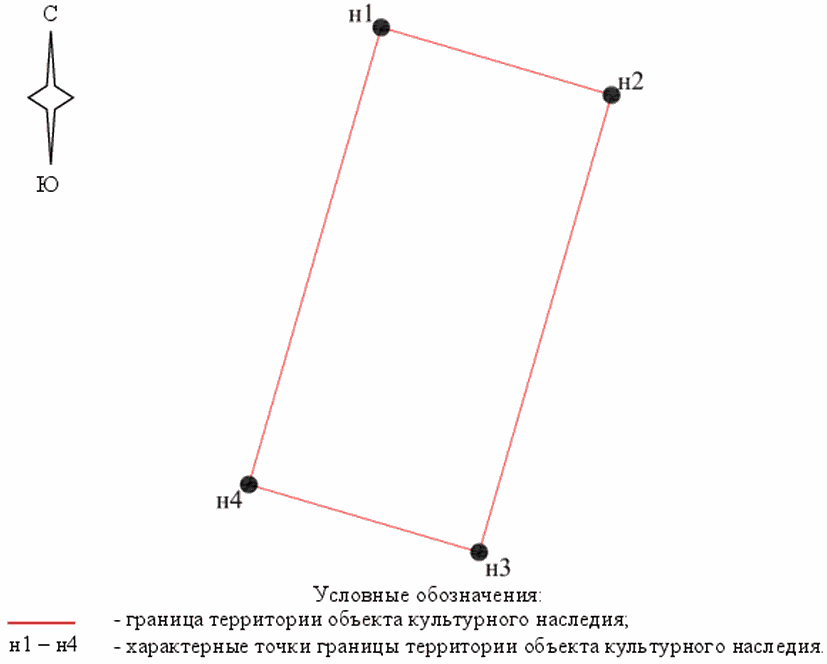 С
Ю
н1
н2
н4
н3
Условные обозначения:
- граница территории объекта культурного наследия;
н1 – н4 - характерные точки границы территории объекта культурного наследия.